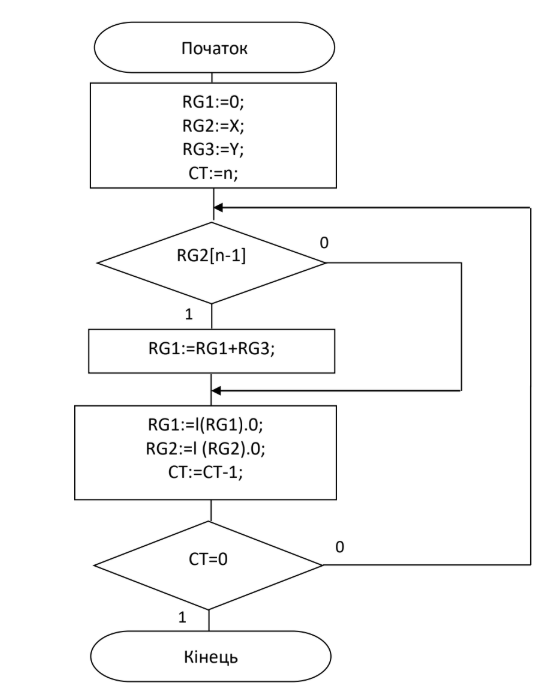 Початок
RG1:=0;
RG2:=X;
RG3:=Y;
CT:=n;
RG2[n-1]
0
1
RG1:=RG1+RG3;
RG1:=l(RG1).0;
RG2:=l (RG2).0;
CT:=CT-1;
CT=0
0
1
Кінець